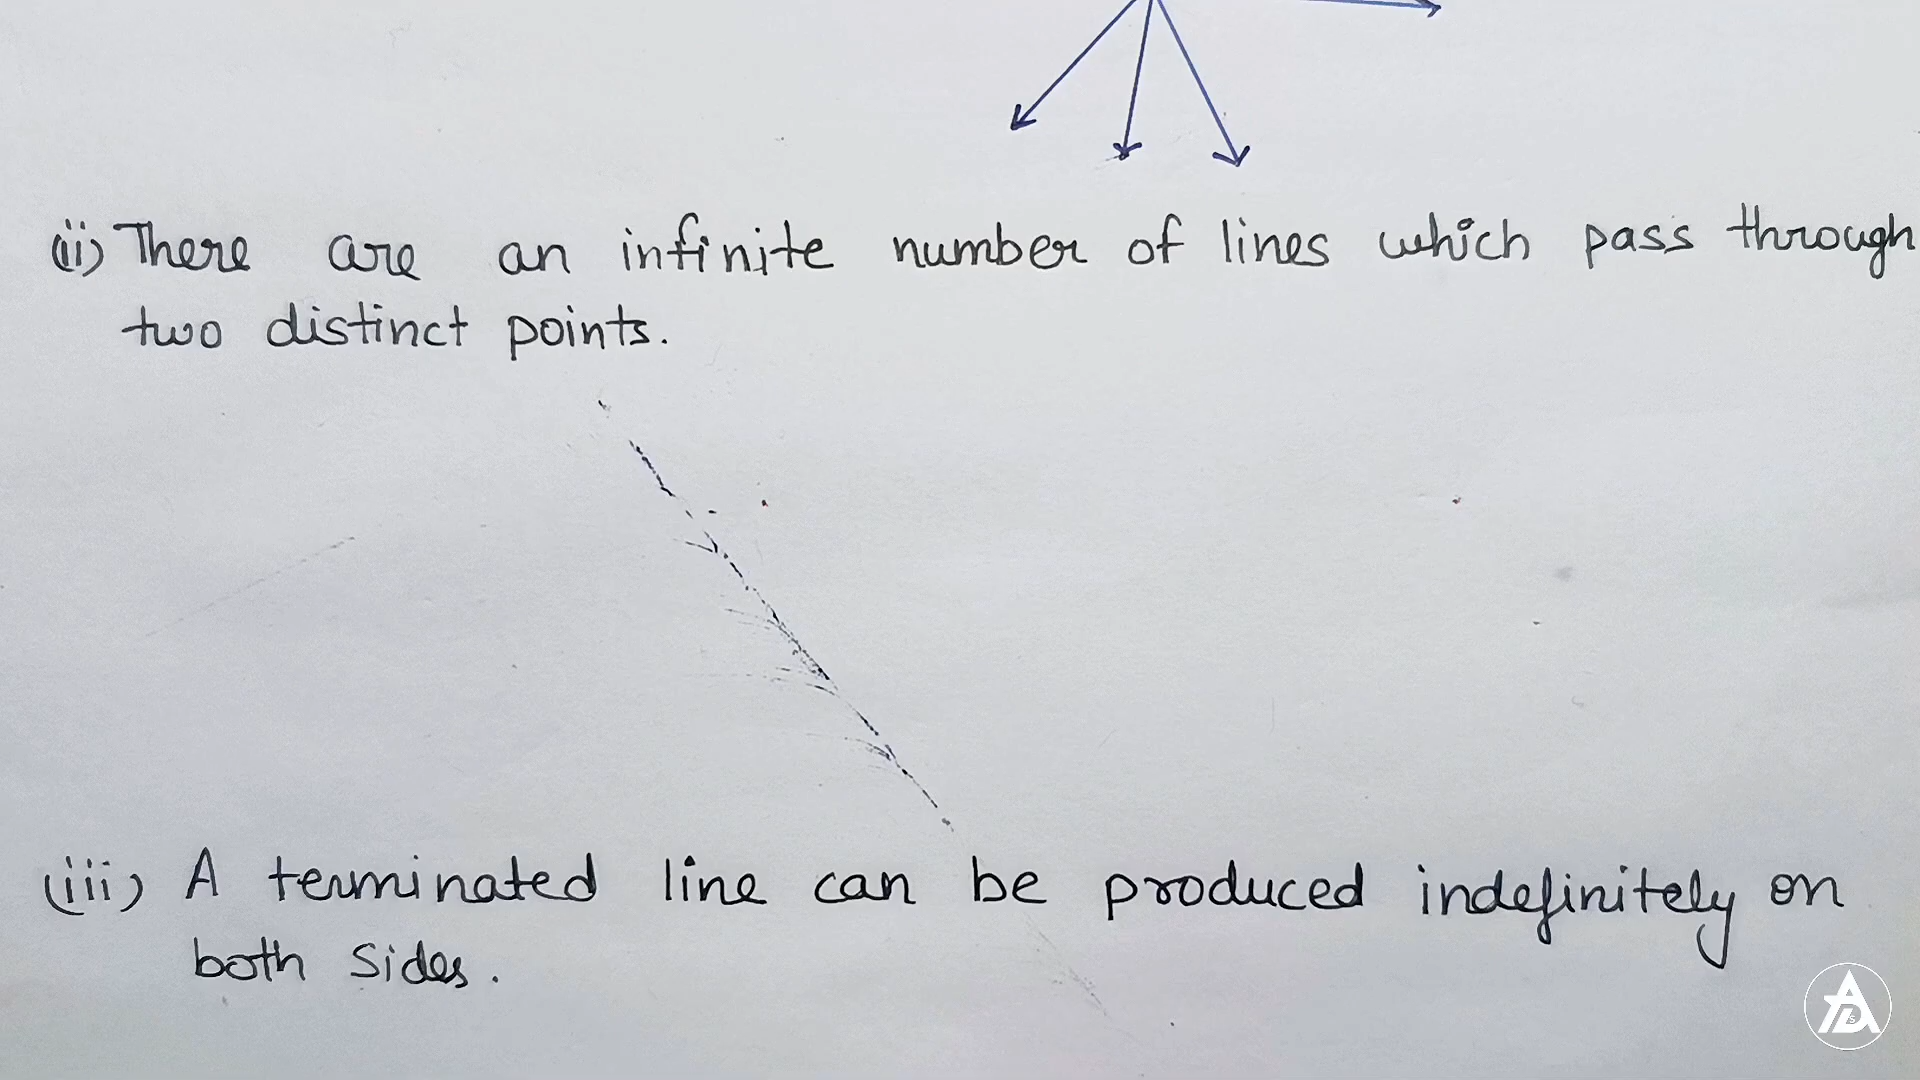 (ii) There are an infinite number of lines which pass through
two distinct points.
(iii) A terminated line can be produced indefinitely on
both sides.